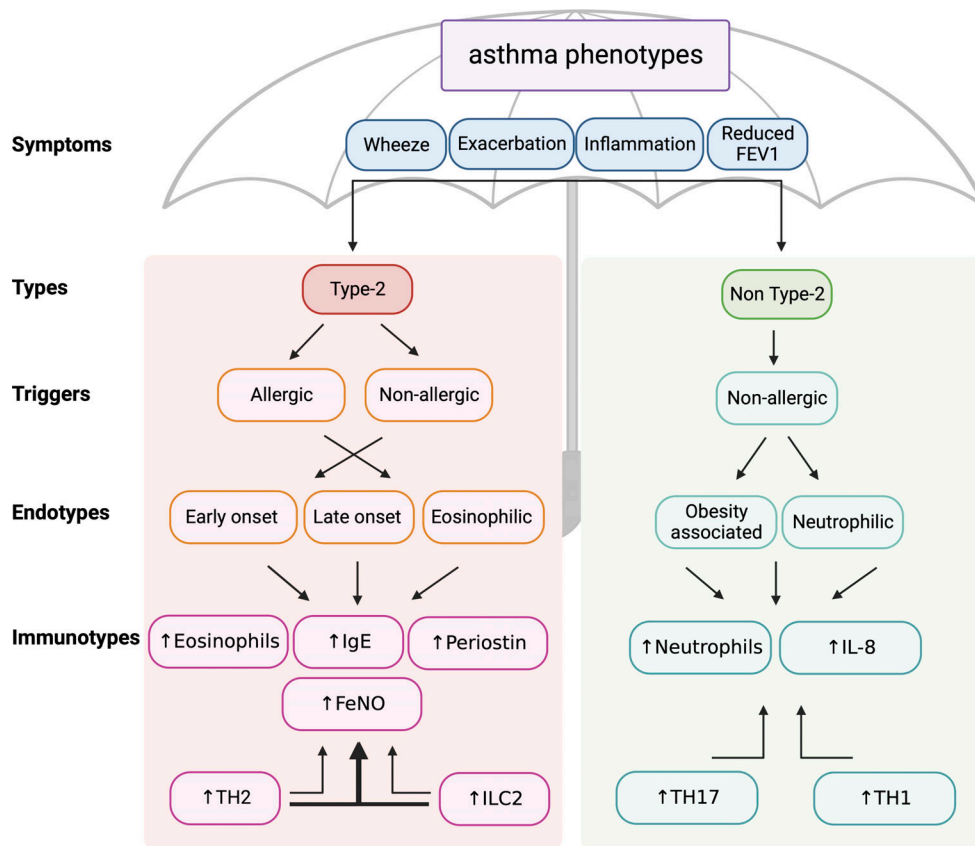 asthma phenotypes
Symptoms
Wheeze
Exacerbation
Inflammation
Reduced
FEV1
Types
Type-2
Non Type-2
Triggers
Allergic
Non-allergic
Non-allergic
Endotypes
Early onset
Late onset
Eosinophilic
Obesity
associated
Neutrophilic
Immunotypes
↑Eosinophils
↑IgE
↑Periostin
↑Neutrophils
↑IL-8
↑FeNO
↑TH2
↑ILC2
↑TH17
↑TH1